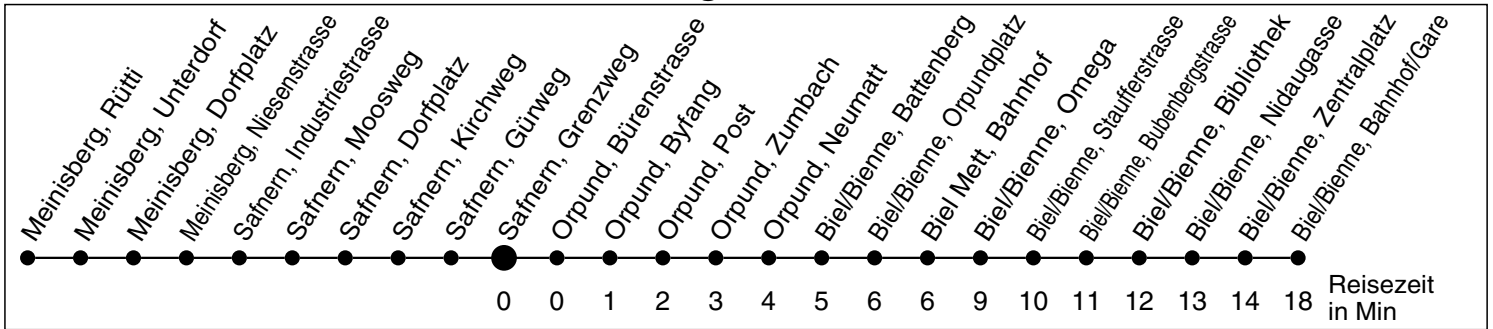 Meinisberg, Rütti
Meinisberg, Unterdorf
Meinisberg, Dorfplatz
Meinisberg, Niesenstrasse
Safnern, Industriestrasse
Safnern, Moosweg
Safnern, Dorfplatz
Safnern, Kirchweg
Safnern, Gürweg
Safnern, Grenzweg
Orpund, Bürenstrasse
Orpund, Byfang
Orpund, Post
Orpund, Zumbach
Orpund, Neumatt
Biel/Bienne, Battenberg
Biel/Bienne, Orpundplatz
Biel Mett, Bahnhof
Biel/Bienne, Omega
Biel/Bienne, Stauffer­strasse
Biel/Bienne, Bubenbergstrasse
Biel/Bienne, Bibliothek
Biel/Bienne, Nidaugasse
Biel/Bienne, Zentralplatz
Biel/Bienne, Bahnhof/Gare
0 0 1 2 3 4 5 6 6 9 10 11 12 13 14 18 Reisezeit
in Min